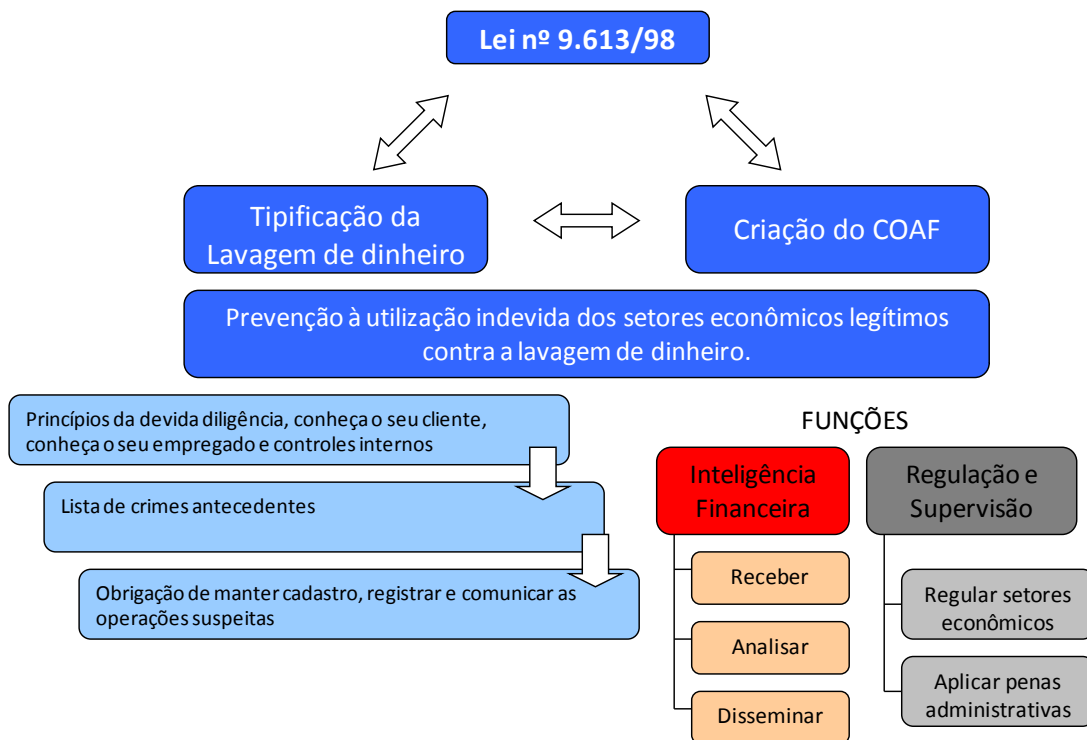 Lei nº 9.613/98
Tipificação da
Lavagem de dinheiro
Criação do COAF
Prevenção à utilização indevida dos setores econômicos legítimos
contra a lavagem de dinheiro.
Princípios da devida diligência, conheça o seu cliente,
conheça o seu empregado e controles internos
Lista de crimes antecedentes
Obrigação de manter cadastro, registrar e comunicar as
operações suspeitas
FUNÇÕES
Inteligência
Financeira
Receber
Analisar
Disseminar
Regulação e
Supervisão
Regular setores
econômicos
Aplicar penas
administrativas